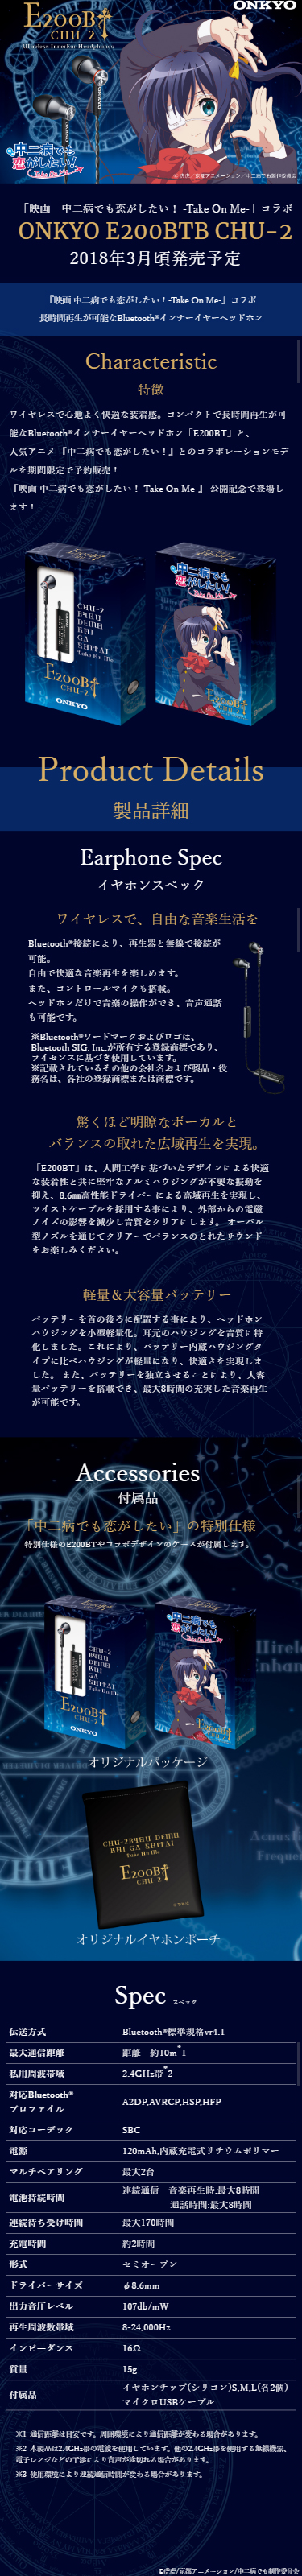 ONKYO
E200BT
CHU-2
Wireless Inner Ear Headphones
中二病でも
恋がしたい!
Take On Me
「映画　中二病でも恋がしたい！ -Take On Me-」コラボ
ONKYO E200BTB CHU-2
2018年3月頃発売予定
『映画 中二病でも恋がしたい！-Take On Me-』コラボ
長時間再生が可能なBluetooth®インナーイヤーヘッドホン
Characteristic
特徴
ワイヤレスで心地よく快適な装着感。コンパクトで長時間再生が可
能なBluetooth®インナーイヤーヘッドホン「E200BT」と、
人気アニメ 『中二病でも恋がしたい！』とのコラボレーションモデ
ルを期間限定で予約販売！
『映画 中二病でも恋がしたい！-Take On Me-』 公開記念で登場し
ます！
CHU-2
BYOU
DEMO
KOI
GA
SHITAI
Take On Me
E200BT
CHU-2
ONKYO
中二病でも
恋がしたい!
Take On Me
E200BT
CHU-2
Product Details
製品詳細
Earphone Spec
イヤホンスペック
ワイヤレスで、自由な音楽生活を
Bluetooth®接続により、再生器と無線で接続が
可能。
自由で快適な音楽再生を楽しめます。
また、コントロールマイクも搭載。
ヘッドホンだけで音楽の操作ができ、音声通話
も可能です。
※Bluetooth®ワードマークおよびロゴは、
Bluetooth SIG, Inc.が所有する登録商標であり、
ライセンスに基づき使用しています。
※記載されているその他の会社名および製品・役
務名は、各社の登録商標または商標です。
驚くほど明瞭なボーカルと
バランスの取れた広域再生を実現。
「E200BT」は、人間工学に基づいたデザインによる快適
な装着性と共に堅牢なアルミハウジングが不要な振動を
抑え、8.6㎜高性能ドライバーによる高域再生を実現し、
ツイストケーブルを採用する事により、外部からの電磁
ノイズの影響を減少し音質をクリアにします。 オーバル
型ノズルを通じてクリアーでバランスのとれたサウンド
をお楽しみください。
軽量＆大容量バッテリー
バッテリーを首の後ろに配置する事により、ヘッドホン
ハウジングを小型軽量化。耳元のハウジングを音質に特
化しました。これにより、バッテリー内蔵ハウジングタ
イプに比べハウジングが軽量になり、快適さを実現しま
した。 また、バッテリーを独立させることにより、大容
量バッテリーを搭載でき、最大8時間の充実した音楽再生
が可能です。
Accessories
付属品
「中二病でも恋がしたい」の特別仕様
特別仕様のE200BTやコラボデザインのケースが付属します。
CHU-2
BYOU
DEMO
KOI
GA
SHITAI
Take On Me
E200BT
CHU-2
ONKYO
中二病でも
恋がしたい!
Take On Me
E200BT
CHU-2
オリジナルパッケージ
CHU-2BYOU DEMO
KOI GA SHITAI
Take On Me
E200BT
CHU-2
オリジナルイヤホンポーチ
Spec スペック
伝送方式 Bluetooth®標準規格vr4.1
最大通信距離 距離　約10m*1
私用周波帯域 2.4GHz帯*2
対応Bluetooth®
プロファイル A2DP,AVRCP,HSP,HFP
対応コーデック SBC
電源 120mAh,内蔵充電式リチウムポリマー
マルチペアリング 最大2台
電池持続時間 連続通信　音楽再生時:最大8時間
通話時間:最大8時間
連続待ち受け時間 最大170時間
充電時間 約2時間
形式 セミオープン
ドライバーサイズ φ8.6mm
出力音圧レベル 107db/mW
再生周波数帯域 8-24,000Hz
インピーダンス 16Ω
質量 15g
付属品 イヤホンチップ(シリコン)S,M,L(各2個)
マイクロUSBケーブル
※1 通信距離は目安です。周囲環境により通信距離が変わる場合があります。
※2 本製品は2.4GHz帯の電波を使用しています。他の2.4GHz帯を使用する無線機器、
電子レンジなどの干渉により音声が途切れる場合があります。
※3 使用環境により連続通信時間が変わる場合があります。